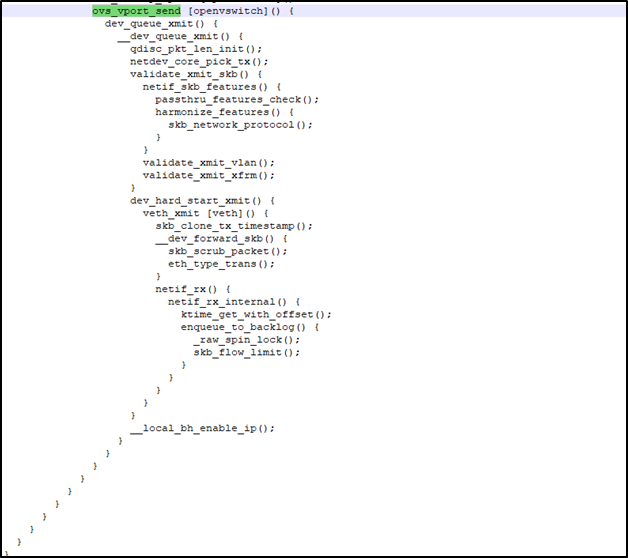 ovs_vport_send [openvswitch]() {
dev_queue_xmit() {
__dev_queue_xmit() {
qdisc_pkt_len_init();
netdev_core_pick_tx();
validate_xmit_skb() {
netif_skb_features() {
passthru_features_check();
harmonize_features() {
skb_network_protocol();
}
}
validate_xmit_vlan();
validate_xmit_xfrm();
}
dev_hard_start_xmit() {
veth_xmit [veth]() {
skb_clone_tx_timestamp();
__dev_forward_skb() {
skb_scrub_packet();
eth_type_trans();
}
netif_rx() {
netif_rx_internal() {
ktime_get_with_offset();
enqueue_to_backlog() {
_raw_spin_lock();
skb_flow_limit();
}
}
}
}
}
__local_bh_enable_ip();
}
}
}
}
}
}
}
}
}
}